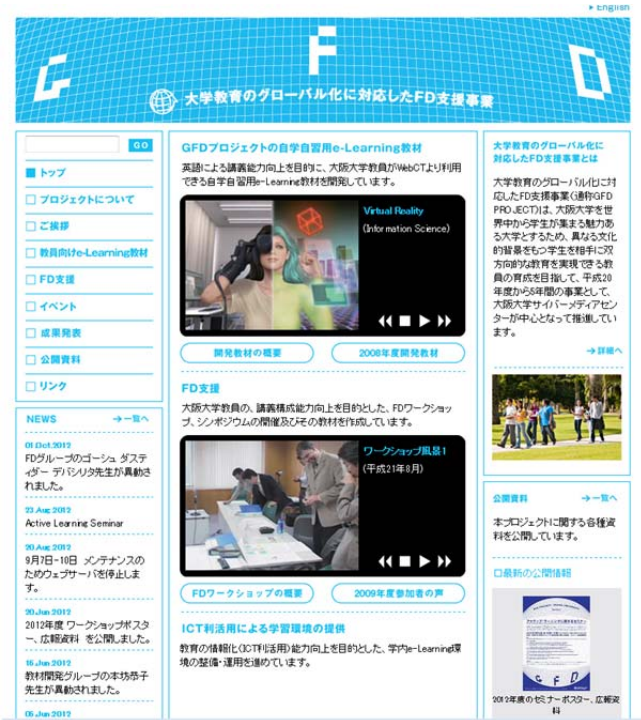 English
G F D
大学教育のグローバル化に対応したFD支援事業
GO
トップ
プロジェクトについて
ご挨拶
教員向けe-Learning教材
FD支援
イベント
成果発表
公開資料
リンク
NEWS
→一覧へ
01.Oct.2012
FDグループのゴーシュ ダステ
ィダー デバシリタ先生が異動さ
れました。
23.Aug.2012
Active Learning Seminar
20.Aug.2012
9月7日-10日 メンテナンスの
ためウェブサーバを停止しま
す。
20.Jun.2012
2012年度 ワークショップポスタ
ー、広報資料 を公開しました。
15.Jun.2012
教材開発グループの本坊恭子
先生が異動されました。
05.Jun.2012
GFDプロジェクトの自学自習用e-Learning教材
英語による講義能力向上を目的に、大阪大学教員がWebCTより利用
できる自学自習用e-Learning教材を開発しています。
Virtual Reality
(Information Science)
開発教材の概要
2008年度開発教材
FD支援
大阪大学教員の、講義構成能力向上を目的とした、FDワークショッ
プ、シンポジウムの開催及びその教材を作成しています。
ワークショップ風景1
(平成21年8月)
FDワークショップの概要
2009年度参加者の声
ICT利活用による学習環境の提供
教育の情報化(ICT利活用)能力向上を目的とした、学内e-Learning環
境の整備・運用を進めています。
大学教育のグローバル化に
対応したFD支援事業とは
大学教育のグローバル化に対
応したFD支援事業(通称GFD
PROJECT)は、大阪大学を世
界中から学生が集まる魅力あ
る大学とするため、異なる文化
的背景をもつ学生を相手に双
方向的な教育を実現できる教
員の育成を目指して、平成20
年度から5年間の事業として、
大阪大学サイバーメディアセン
ターが中心となって推進してい
ます。
→詳細へ
公開資料
→一覧へ
本プロジェクトに関する各種資
料を公開しています。
□最新の公開情報
G F D
2012年度のセミナーポスター、広報資
料